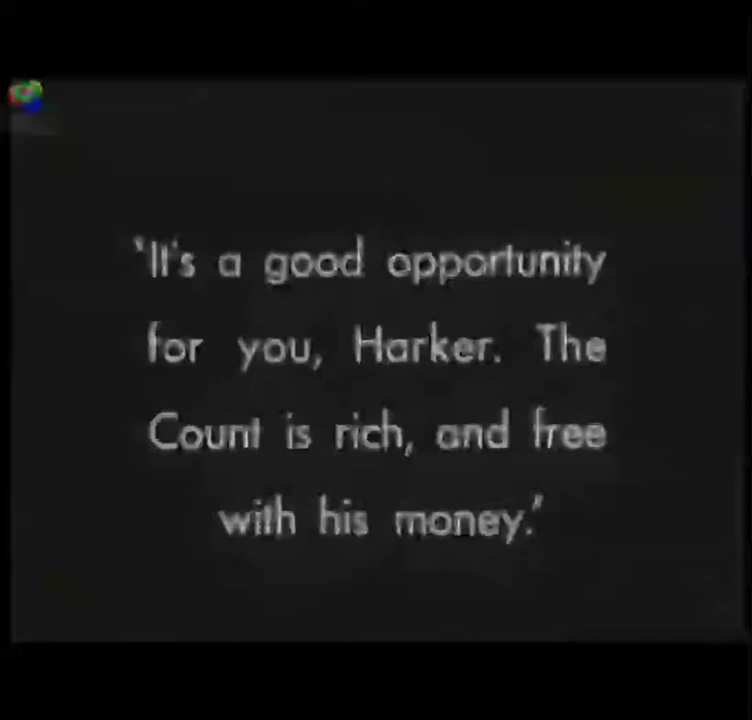 ‘It's a good opportunity
for you, Harker. The
Count is rich, and free
with his money.’